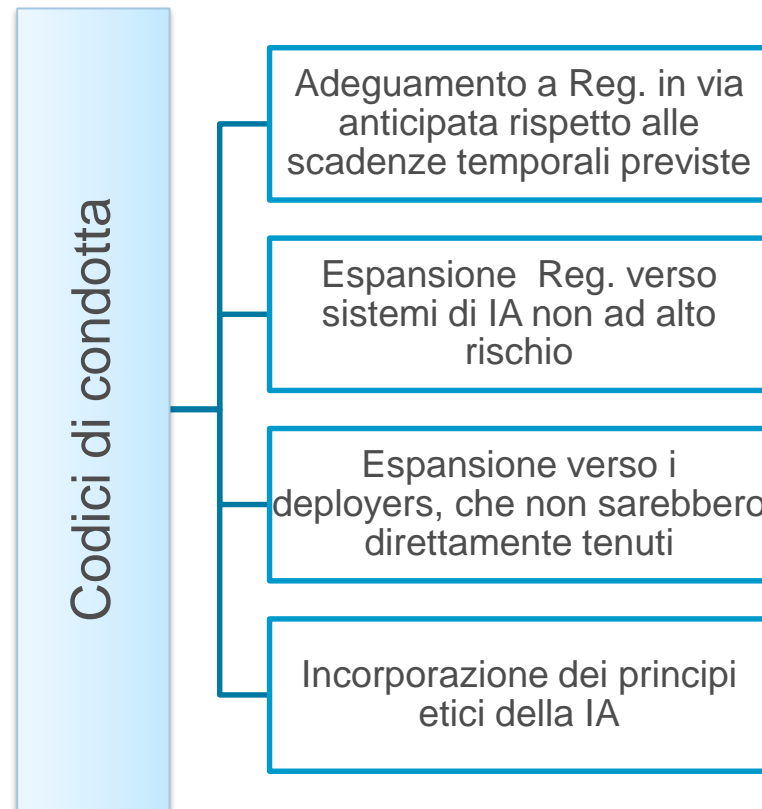 Codici di condotta
Adeguamento a Reg. in via
anticipata rispetto alle
scadenze temporali previste
Espansione Reg. verso
sistemi di IA non ad alto
rischio
Espansione verso i
deployers, che non sarebbero
direttamente tenuti
Incorporazione dei principi
etici della IA